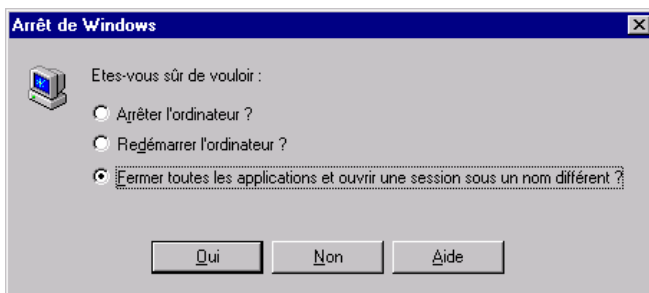 Arrêt de Windows
Etes-vous sûr de vouloir :
Arrêter l'ordinateur ?
Redémarrer l'ordinateur ?
Fermer toutes les applications et ouvrir une session sous un nom différent ?
Oui Non Aide